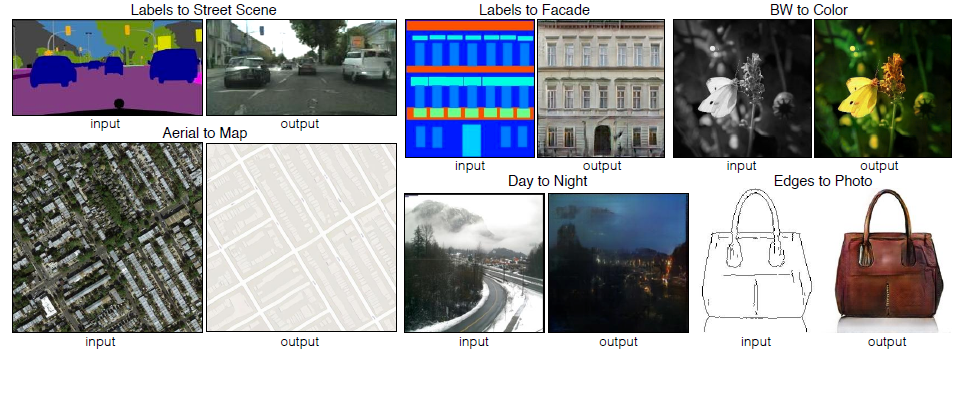 Labels to Street Scene
input
output
Aerial to Map
input
output
Labels to Facade
input
output
BW to Color
input
output
Day to Night
input
output
Edges to Photo
input
output